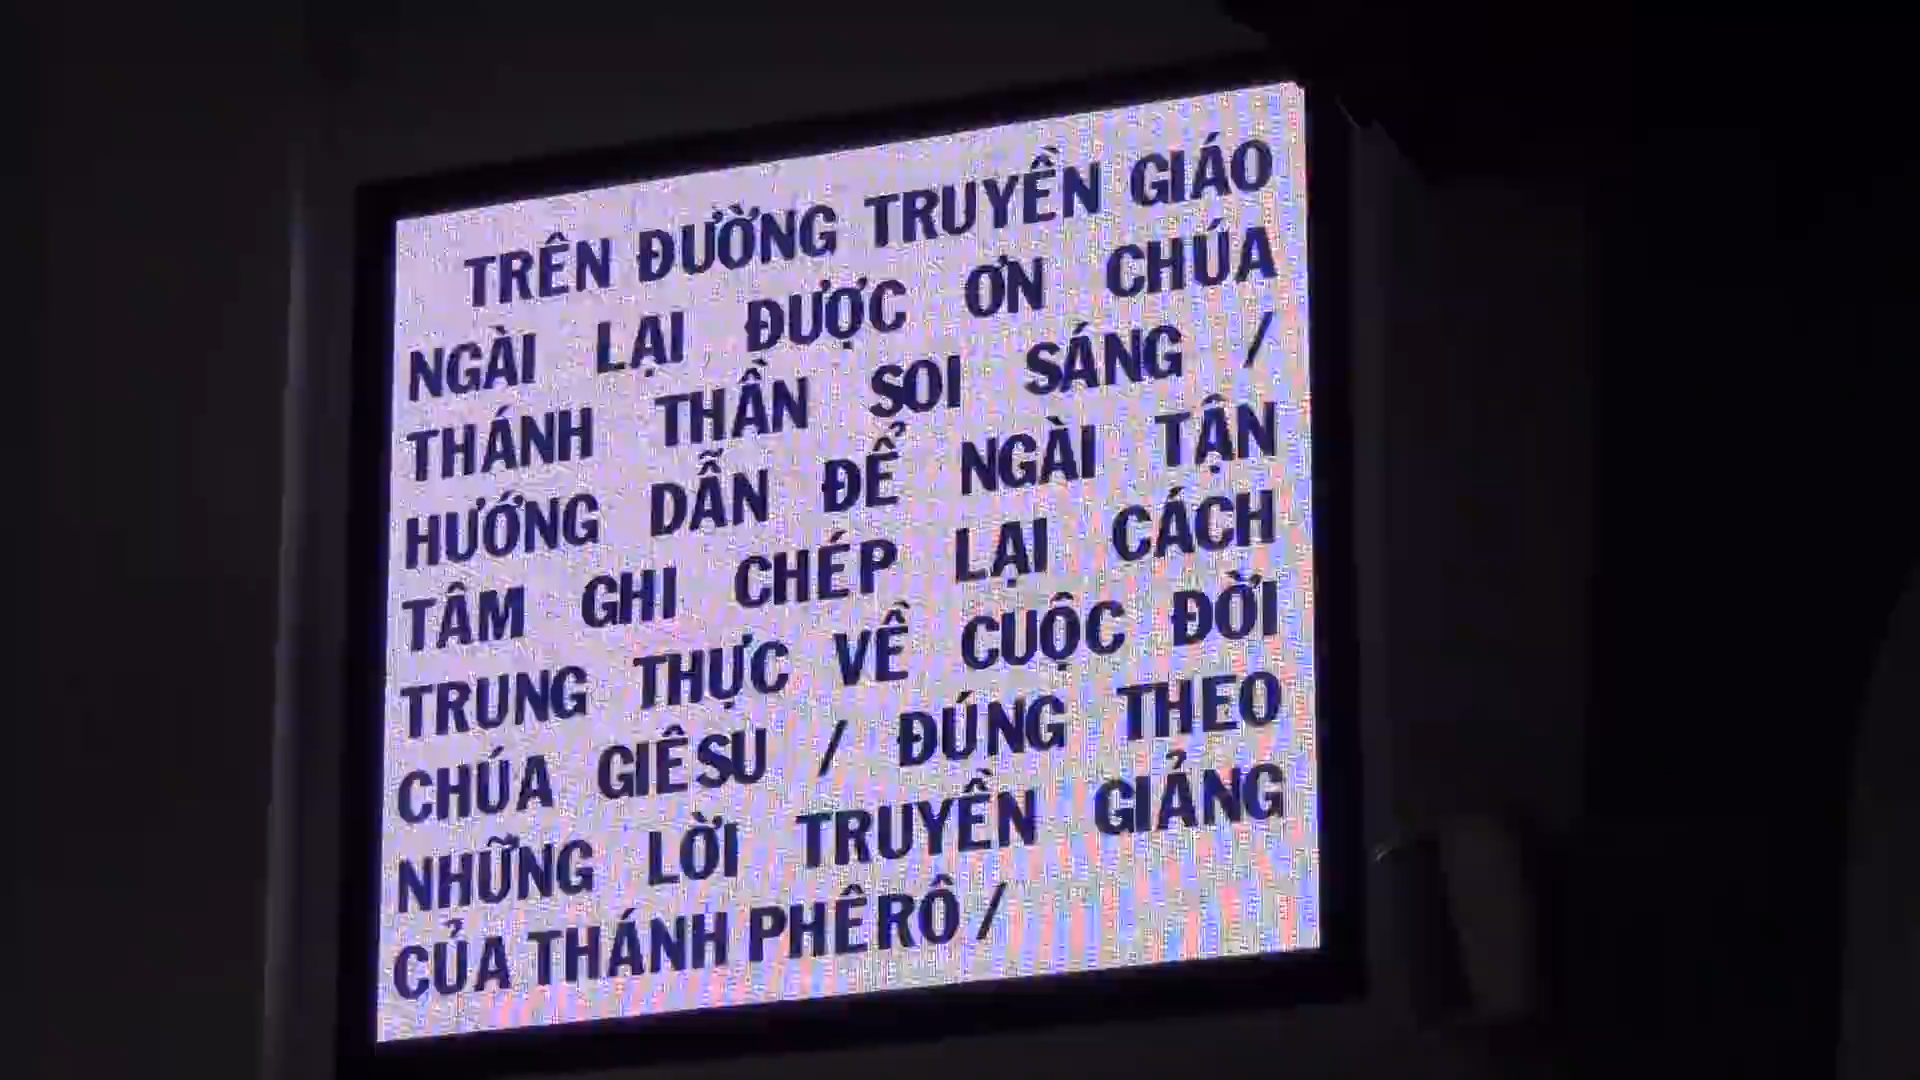 TRÊN ĐƯỜNG TRUYỀN GIÁO
NGÀI LẠI ĐƯỢC ƠN CHÚA
THÁNH THẦN SOI SÁNG /
HƯỚNG DẪN ĐỂ NGÀI TẬN
TÂM GHI CHÉP LẠI CÁCH
TRUNG THỰC VỀ CUỘC ĐỜI
CHÚA GIÊSU / ĐÚNG THEO
NHỮNG LỜI TRUYỀN GIẢNG
CỦA THÁNH PHÊRÔ /